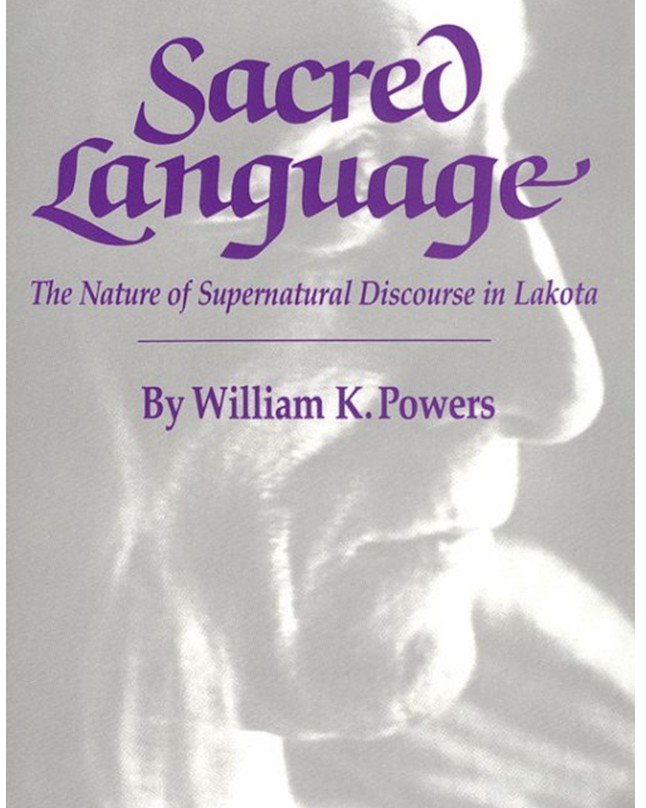 Sacred
Language
The Nature of Supernatural Discourse in Lakota
By William K. Powers